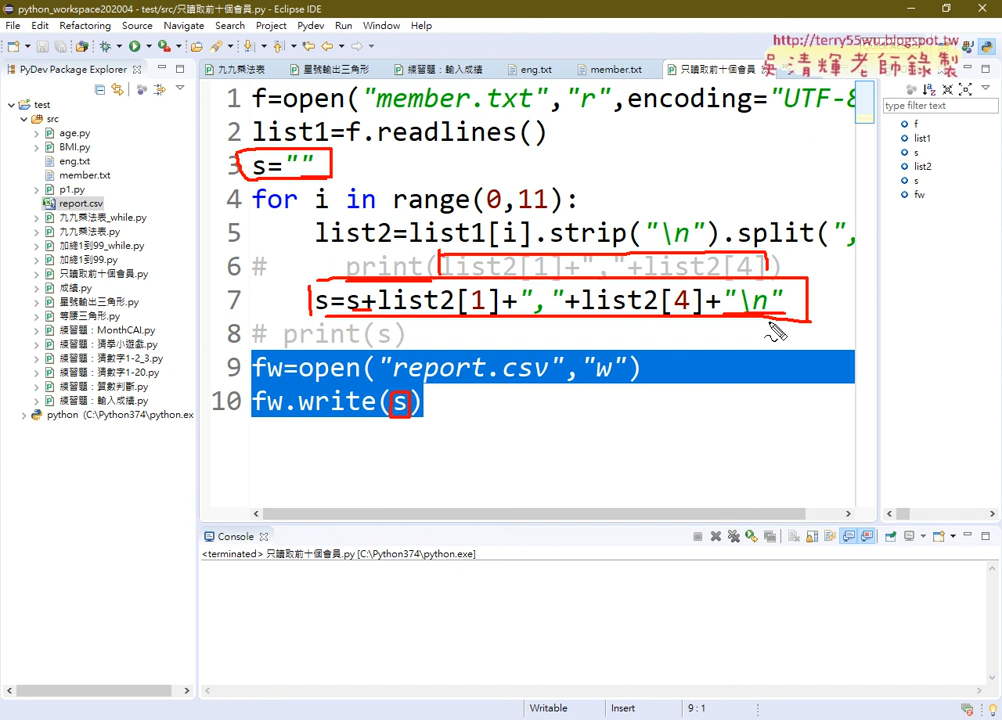 python_workspace202004 - test/src/只讀取前十個會員.py - Eclipse IDE
File Edit Refactoring Source Navigate Search Project Pydev Run Window Help
http://terry55wu.blogspot.tw
吳清輝老師錄製
PyDev Package Explorer
九九乘法表
星號輸出三角形
練習題：輸入成績
eng.txt
member.txt
只讀取前十個會員
test
src
age.py
BMI.py
eng.txt
member.txt
p1.py
report.csv
九九乘法表_while.py
九九乘法表.py
加總1到99_while.py
加總1到99.py
只讀取前十個會員.py
成績.py
星號輸出三角形.py
等腰三角形.py
練習題：MonthCAI.py
練習題：猜學小遊戲.py
練習題：猜數字1-2_3.py
練習題：猜數字1-20.py
練習題：質數判斷.py
練習題：輸入成績.py
python (C:\Python374\python.ex
1 f=open("member.txt","r",encoding="UTF-8
2 list1=f.readlines()
3 s=""
4 for i in range(0,11):
5 list2=list1[i].strip("\n").split(",
6 # print(list2[1]+","+list2[4])
7 s=s+list2[1]+","+list2[4]+"\n"
8 # print(s)
9 fw=open("report.csv","w")
10 fw.write(s)
type filter text
f
list1
s
list2
s
fw
Console
<terminated> 只讀取前十個會員.py [C:\Python374\python.exe]
Writable Insert 9 : 1